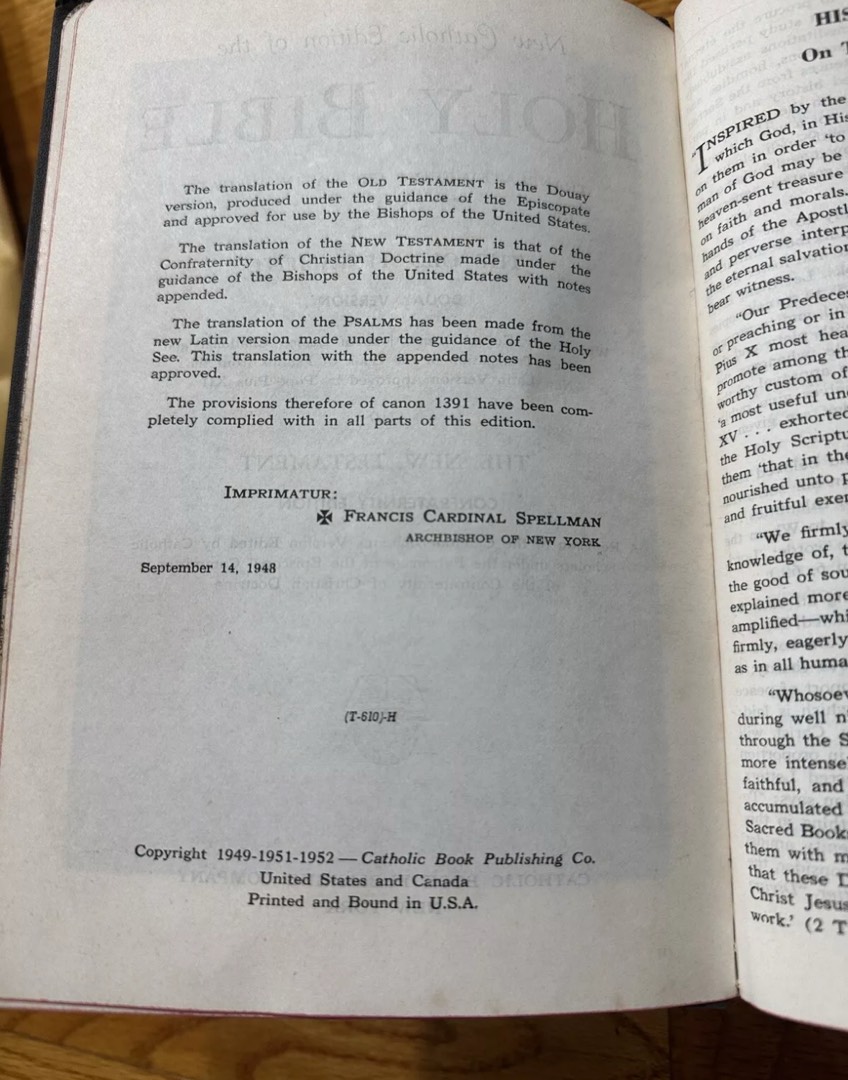 The translation of the OLD TESTAMENT is the Douay
version, produced under the guidance of the Episcopate
and approved for use by the Bishops of the United States.
The translation of the NEW TESTAMENT is that of the
Confraternity of Christian Doctrine made under the
guidance of the Bishops of the United States with notes
appended.
The translation of the PSALMS has been made from the
new Latin version made under the guidance of the Holy
See. This translation with the appended notes has been
approved.
The provisions therefore of canon 1391 have been com-
pletely complied with in all parts of this edition.
IMPRIMATUR:
✠ FRANCIS CARDINAL SPELLMAN
ARCHBISHOP OF NEW YORK
September 14, 1948
(T-610)-H
Copyright 1949-1951-1952 — Catholic Book Publishing Co.
United States and Canada
Printed and Bound in U.S.A.
HIS
On
"INSPIRED by the
which God, in His
on them in order 'to
man of God may be
heaven-sent treasure
on faith and morals.
hands of the Apostl
and perverse interp
the eternal salvation
bear witness.
"Our Predeces
or preaching or in
Pius X most hea
promote among th
worthy custom of
'a most useful un
XV . . . exhorted
the Holy Scriptu
them 'that in the
nourished unto p
and fruitful exer
"We firmly
knowledge of, t
the good of sou
explained more
amplified—whi
firmly, eagerly
as in all huma
"Whosoev
during well n
through the S
more intense
faithful, and
accumulated
Sacred Book
them with m
that these D
Christ Jesus
work.' (2 T